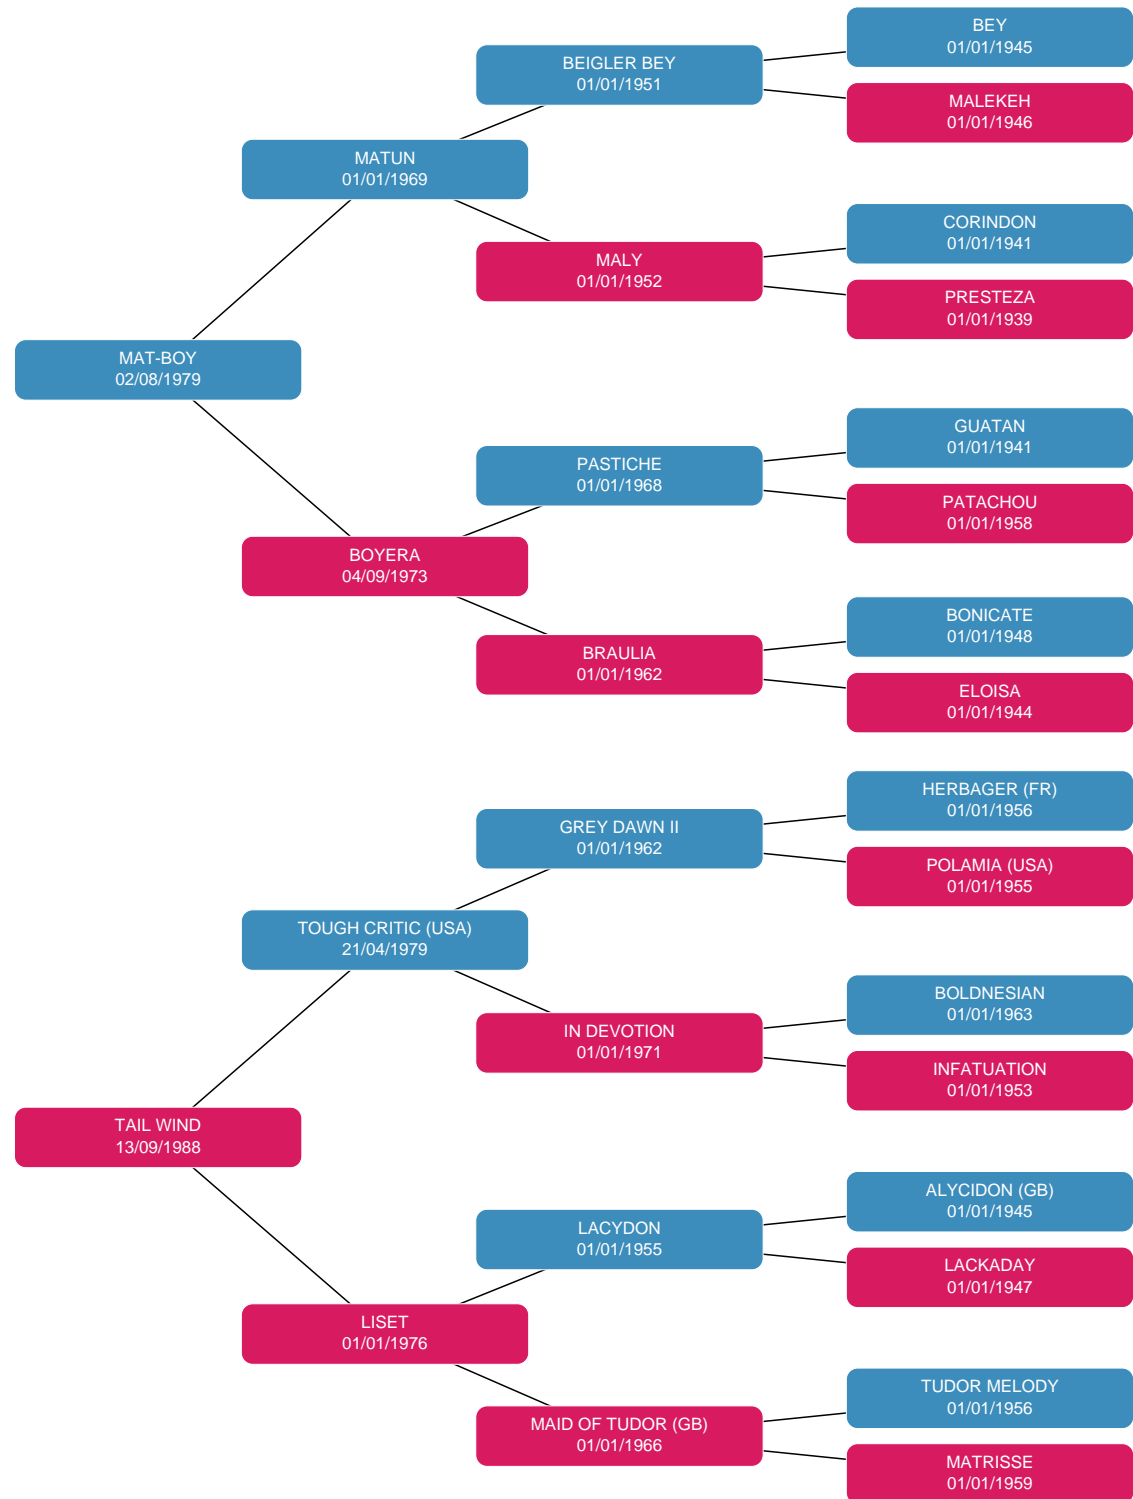 BEY
01/01/1945
BEIGLER BEY
01/01/1951
MALEKEH
01/01/1946
MATUN
01/01/1969
CORINDON
01/01/1941
MALY
01/01/1952
PRESTEZA
01/01/1939
MAT-BOY
02/08/1979
GUATAN
01/01/1941
PASTICHE
01/01/1968
PATACHOU
01/01/1958
BOYERA
04/09/1973
BONICATE
01/01/1948
BRAULIA
01/01/1962
ELOISA
01/01/1944
HERBAGER (FR)
01/01/1956
GREY DAWN II
01/01/1962
POLAMIA (USA)
01/01/1955
TOUGH CRITIC (USA)
21/04/1979
BOLDNESIAN
01/01/1963
IN DEVOTION
01/01/1971
INFATUATION
01/01/1953
TAIL WIND
13/09/1988
ALYCIDON (GB)
01/01/1945
LACYDON
01/01/1955
LACKADAY
01/01/1947
LISET
01/01/1976
TUDOR MELODY
01/01/1956
MAID OF TUDOR (GB)
01/01/1966
MATRISSE
01/01/1959